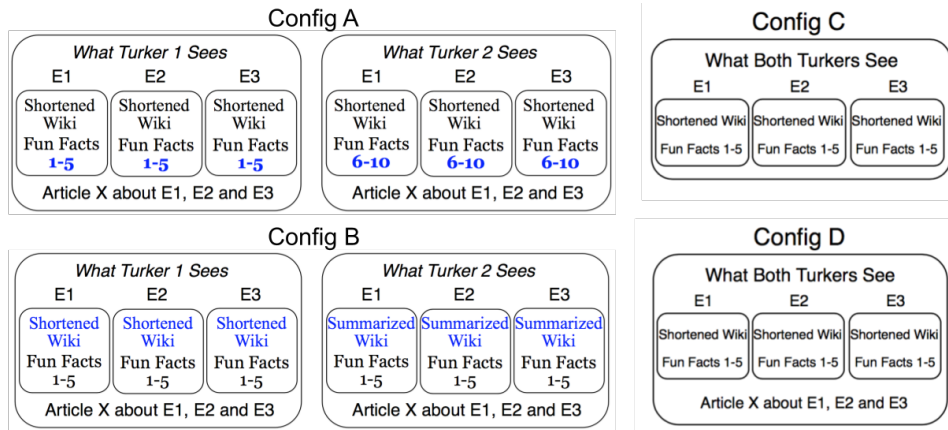 Config A
What Turker 1 Sees
E1 E2 E3
Shortened Shortened Shortened
Wiki Wiki Wiki
Fun Facts Fun Facts Fun Facts
1-5 1-5 1-5
Article X about E1, E2 and E3
What Turker 2 Sees
E1 E2 E3
Shortened Shortened Shortened
Wiki Wiki Wiki
Fun Facts Fun Facts Fun Facts
6-10 6-10 6-10
Article X about E1, E2 and E3
Config C
What Both Turkers See
E1 E2 E3
Shortened Wiki Shortened Wiki Shortened Wiki
Fun Facts 1-5 Fun Facts 1-5 Fun Facts 1-5
Config B
What Turker 1 Sees
E1 E2 E3
Shortened Shortened Shortened
Wiki Wiki Wiki
Fun Facts Fun Facts Fun Facts
1-5 1-5 1-5
Article X about E1, E2 and E3
What Turker 2 Sees
E1 E2 E3
Summarized Summarized Summarized
Wiki Wiki Wiki
Fun Facts Fun Facts Fun Facts
1-5 1-5 1-5
Article X about E1, E2 and E3
Config D
What Both Turkers See
E1 E2 E3
Shortened Wiki Shortened Wiki Shortened Wiki
Fun Facts 1-5 Fun Facts 1-5 Fun Facts 1-5
Article X about E1, E2 and E3